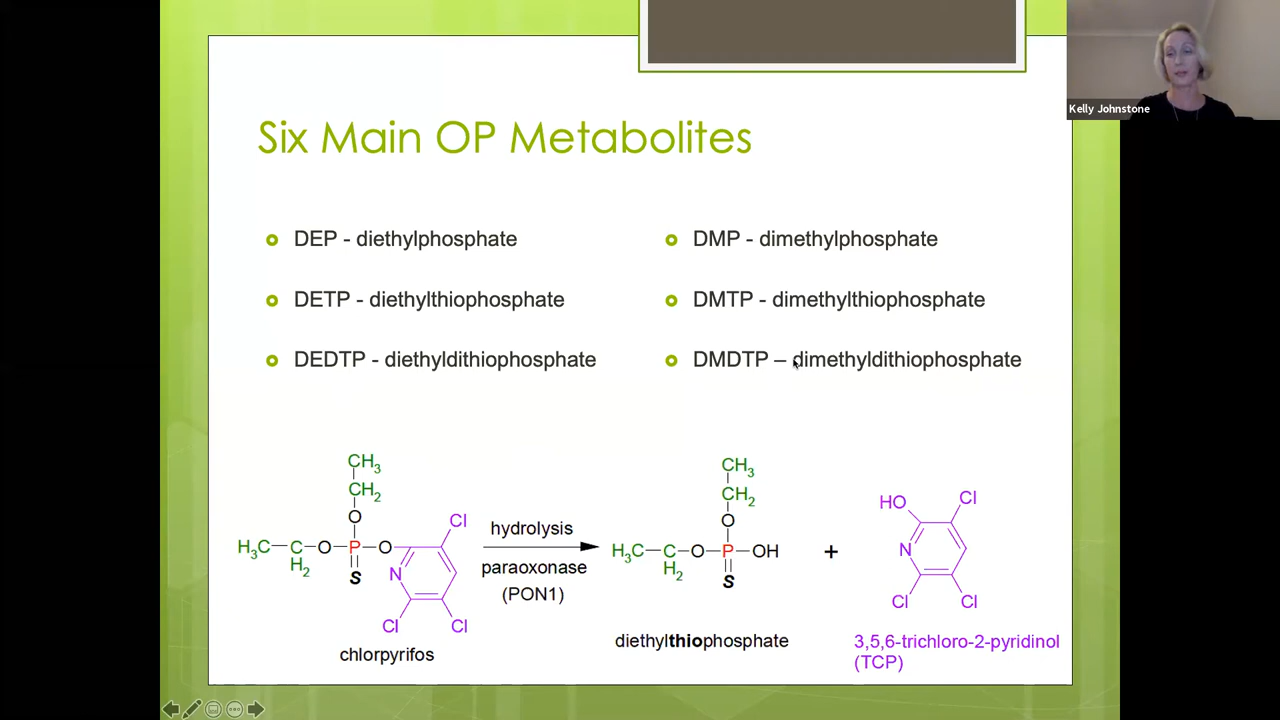 Kelly Johnstone
Six Main OP Metabolites
DEP - diethylphosphate
DETP - diethylthiophosphate
DEDTP - diethyldithiophosphate
DMP - dimethylphosphate
DMTP - dimethylthiophosphate
DMDTP – dimethyldithiophosphate
CH3
CH2
O
H3C C O P O
H2
S
N
Cl
Cl
Cl
chlorpyrifos
hydrolysis
paraoxonase
(PON1)
CH3
CH2
O
H3C C O P OH
H2
S
diethylthiophosphate
+
HO
Cl
N
Cl
Cl
3,5,6-trichloro-2-pyridinol
(TCP)